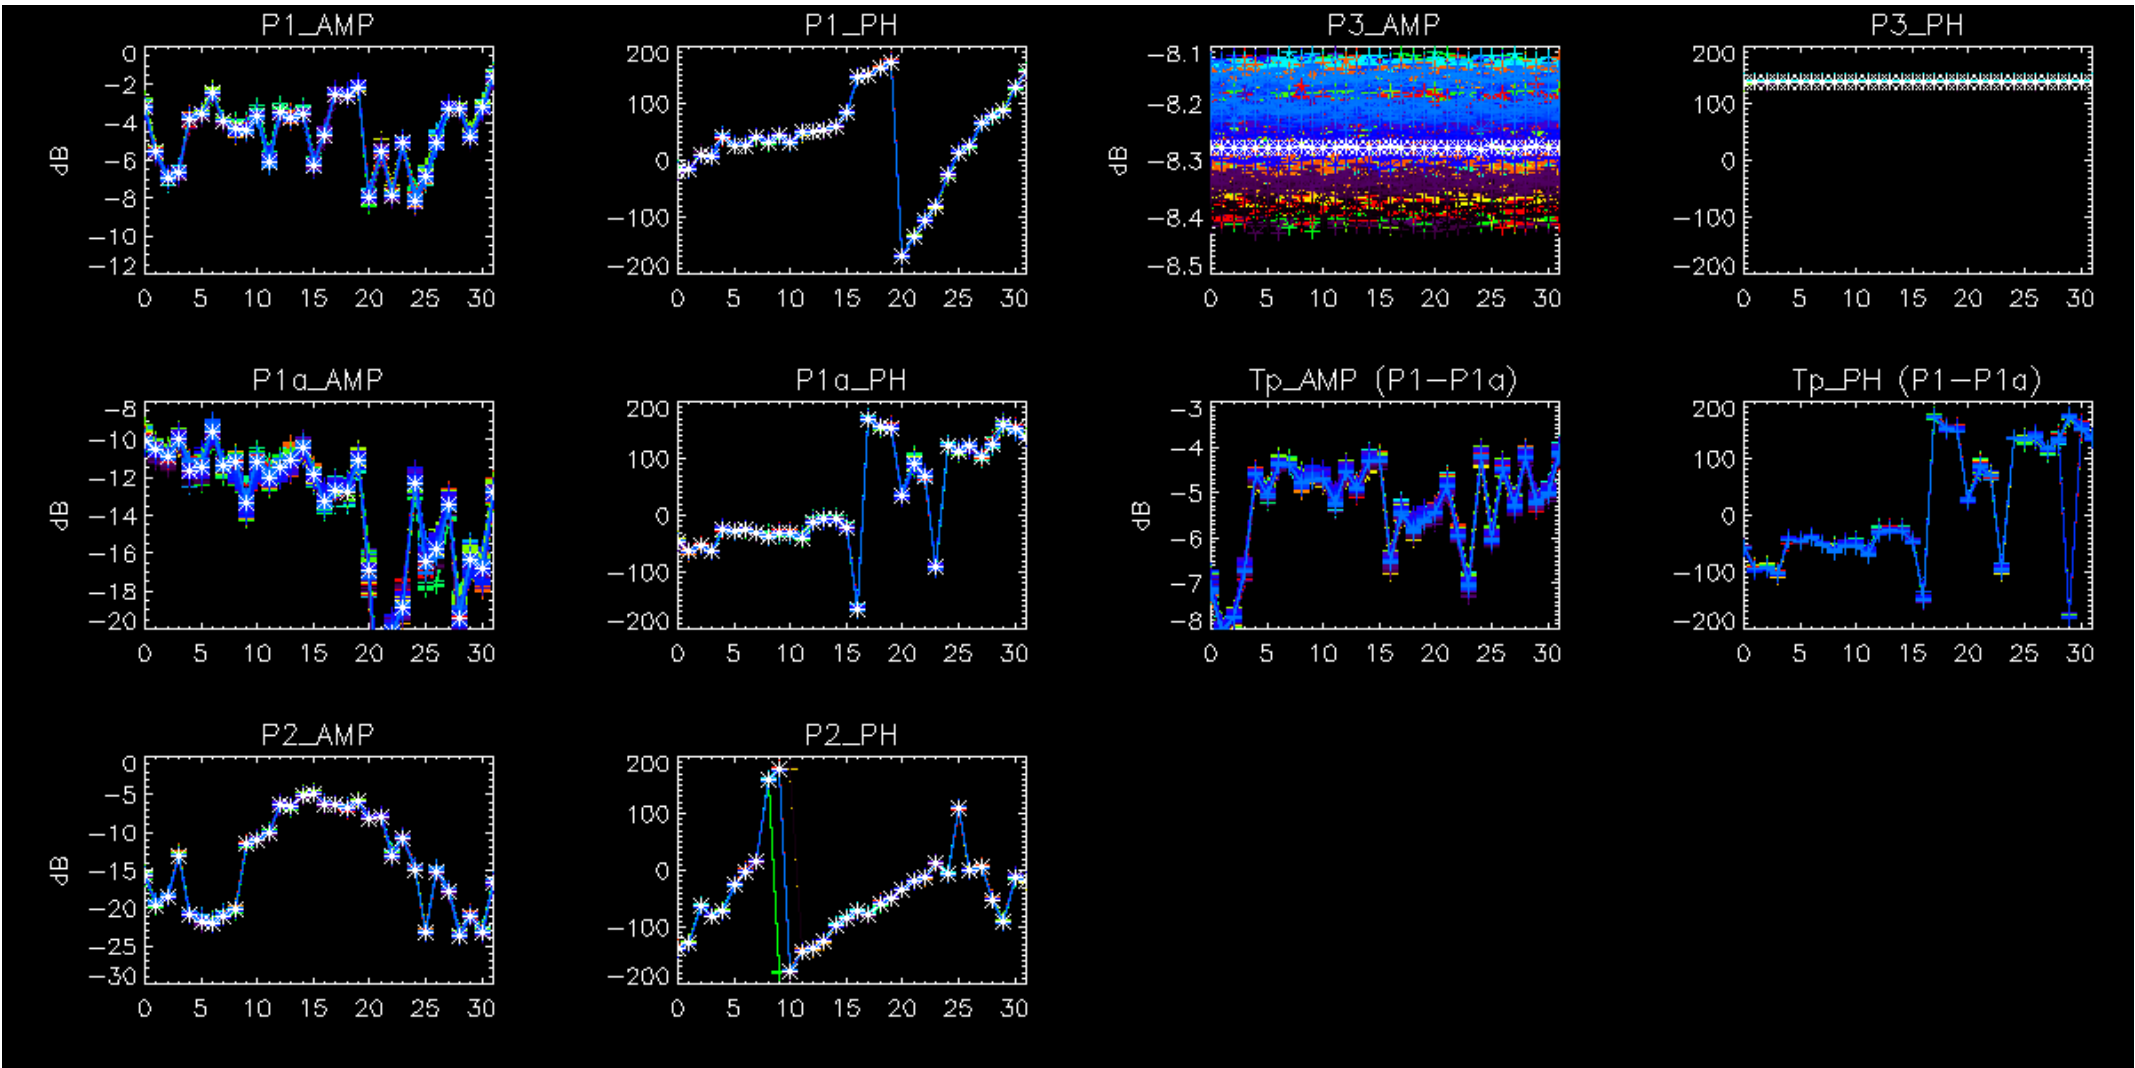 P1_AMP
P1_PH
P3_AMP
P3_PH
dB
0
−2
−4
−6
−8
−10
−12
0 5 10 15 20 25 30
200
100
0
−100
−200
0 5 10 15 20 25 30
dB
−8.1
−8.2
−8.3
−8.4
−8.5
0 5 10 15 20 25 30
200
100
0
−100
−200
0 5 10 15 20 25 30
P1a_AMP
P1a_PH
Tp_AMP (P1−P1a)
Tp_PH (P1−P1a)
dB
−8
−10
−12
−14
−16
−18
−20
0 5 10 15 20 25 30
200
100
0
−100
−200
0 5 10 15 20 25 30
dB
−3
−4
−5
−6
−7
−8
0 5 10 15 20 25 30
200
100
0
−100
−200
0 5 10 15 20 25 30
P2_AMP
P2_PH
dB
0
−5
−10
−15
−20
−25
−30
0 5 10 15 20 25 30
200
100
0
−100
−200
0 5 10 15 20 25 30